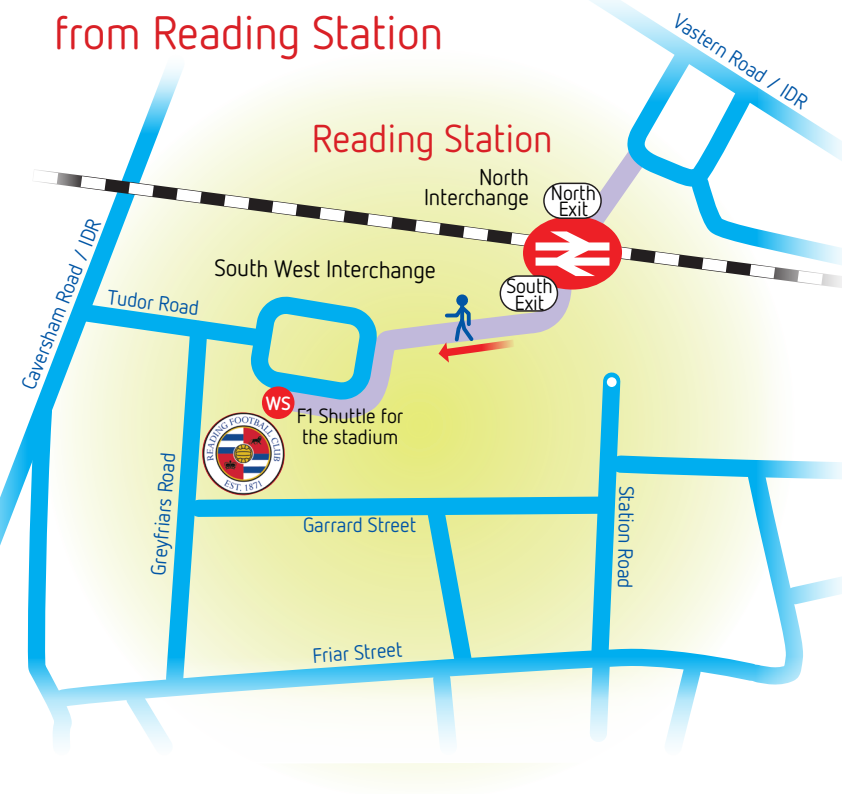 from Reading Station
Vastern Road / IDR
Reading Station
North
Interchange
North
Exit
South West Interchange
South
Exit
Caversham Road / IDR
Tudor Road
WS
F1 Shuttle for
the stadium
READING FOOTBALL CLUB
EST. 1871
Greyfriars Road
Garrard Street
Station Road
Friar Street